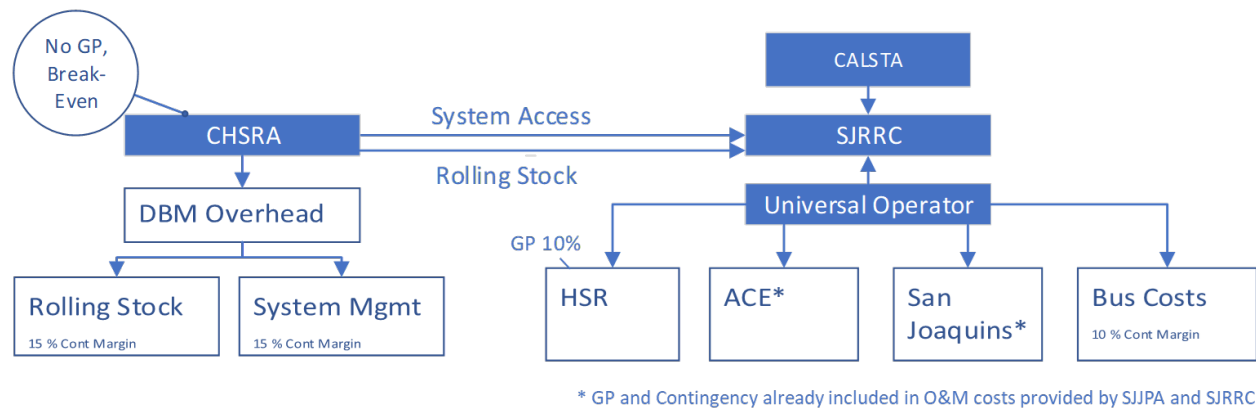 No GP,
Break-
Even
CALSTA
System Access
CHSRA
SJRRC
Rolling Stock
DBM Overhead
Universal Operator
GP 10%
Rolling Stock
15 % Cont Margin
System Mgmt
15 % Cont Margin
HSR
ACE*
San
Joaquins*
Bus Costs
10 % Cont Margin
* GP and Contingency already included in O&M costs provided by SJJPA and SJRRC